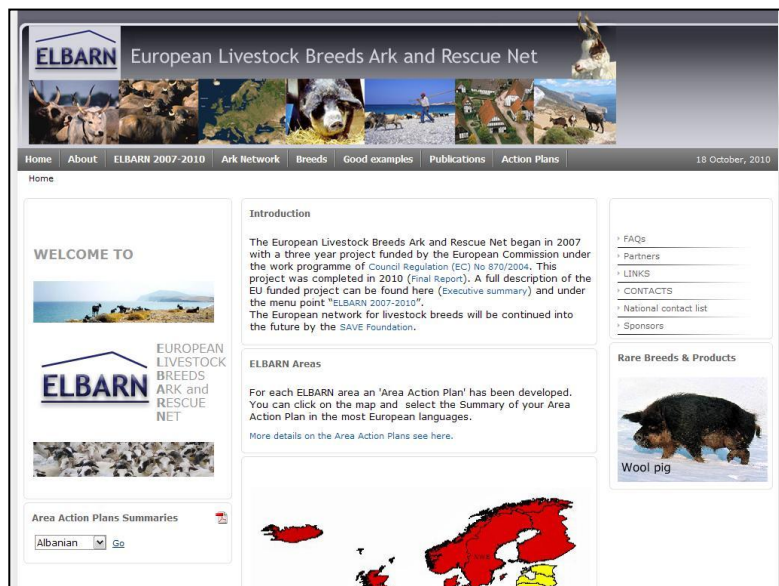 ELBARN European Livestock Breeds Ark and Rescue Net
Home About ELBARN 2007-2010 Ark Network Breeds Good examples Publications Action Plans 18 October, 2010
Home
WELCOME TO
ELBARN
EUROPEAN
LIVESTOCK
BREEDS
ARK and
RESCUE
NET
Area Action Plans Summaries
Albanian Go
Introduction
The European Livestock Breeds Ark and Rescue Net began in 2007
with a three year project funded by the European Commission under
the work programme of Council Regulation (EC) No 870/2004. This
project was completed in 2010 (Final Report). A full description of the
EU funded project can be found here (Executive summary) and under
the menu point "ELBARN 2007-2010".
The European network for livestock breeds will be continued into
the future by the SAVE Foundation.
ELBARN Areas
For each ELBARN area an 'Area Action Plan' has been developed.
You can click on the map and select the Summary of your Area
Action Plan in the most European languages.
More details on the Area Action Plans see here.
FAQs
Partners
LINKS
CONTACTS
National contact list
Sponsors
Rare Breeds & Products
Wool pig